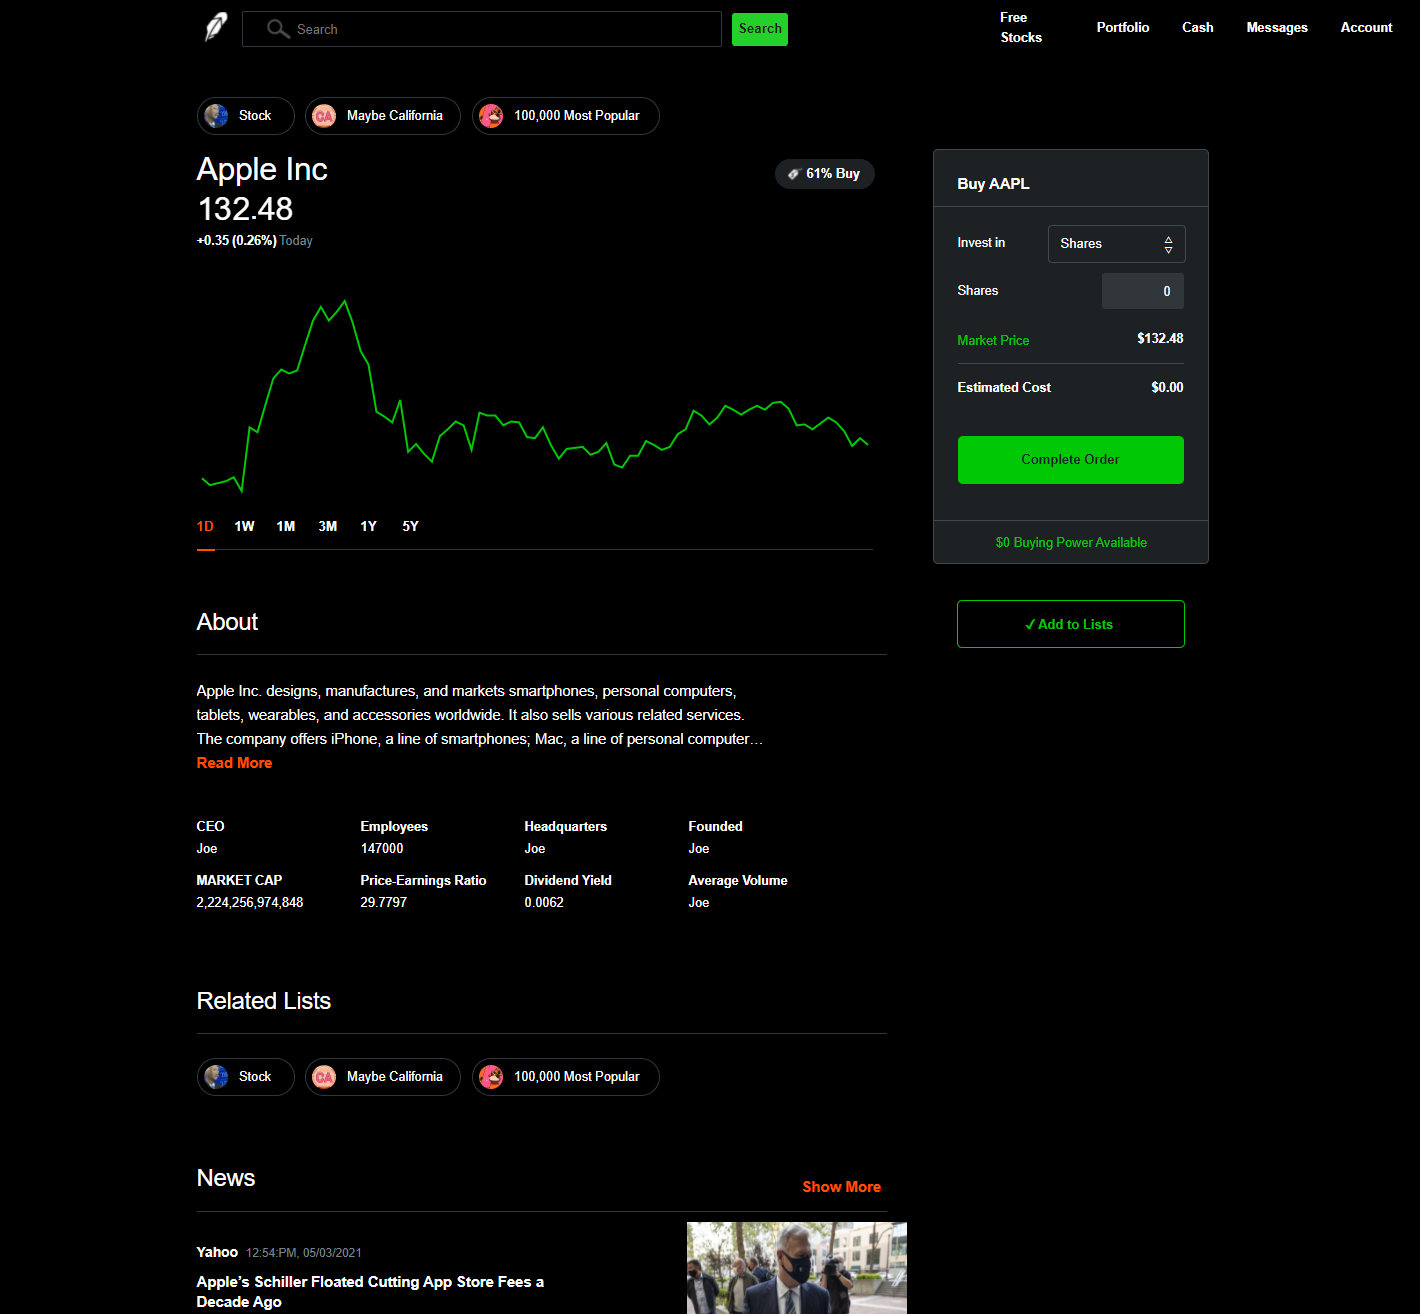 Search
Search
Free
Stocks
Portfolio
Cash
Messages
Account
Stock
CA
Maybe California
100,000 Most Popular
Apple Inc
132.48
+0.35 (0.26%) Today
61% Buy
Buy AAPL
Invest in
Shares
Shares
0
Market Price
$132.48
Estimated Cost
$0.00
Complete Order
$0 Buying Power Available
✓ Add to Lists
1D
1W
1M
3M
1Y
5Y
About
Apple Inc. designs, manufactures, and markets smartphones, personal computers,
tablets, wearables, and accessories worldwide. It also sells various related services.
The company offers iPhone, a line of smartphones; Mac, a line of personal computer…
Read More
CEO
Joe
Employees
147000
Headquarters
Joe
Founded
Joe
MARKET CAP
2,224,256,974,848
Price-Earnings Ratio
29.7797
Dividend Yield
0.0062
Average Volume
Joe
Related Lists
Stock
CA
Maybe California
100,000 Most Popular
News
Show More
Yahoo 12:54:PM, 05/03/2021
Apple’s Schiller Floated Cutting App Store Fees a
Decade Ago